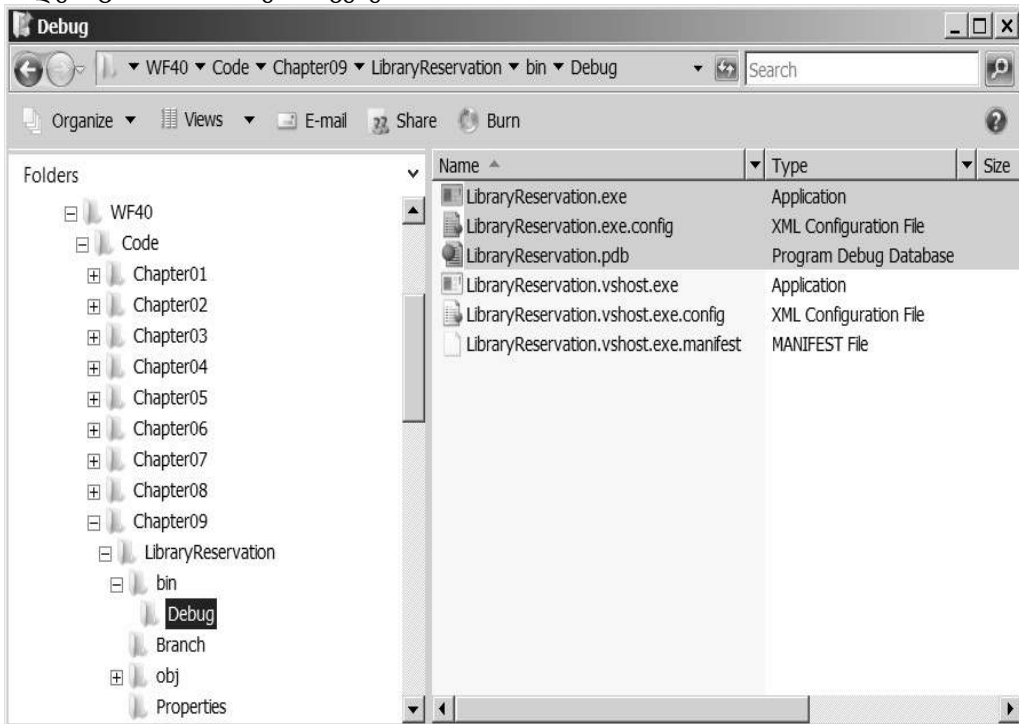 Debug
WF40 Code Chapter09 LibraryReservation bin Debug Search
Organize Views E-mail Share Burn
Folders
WF40
Code
Chapter01
Chapter02
Chapter03
Chapter04
Chapter05
Chapter06
Chapter07
Chapter08
Chapter09
LibraryReservation
bin
Debug
Branch
obj
Properties
Name Type Size
LibraryReservation.exe Application
LibraryReservation.exe.config XML Configuration File
LibraryReservation.pdb Program Debug Database
LibraryReservation.vshost.exe Application
LibraryReservation.vshost.exe.config XML Configuration File
LibraryReservation.vshost.exe.manifest MANIFEST File